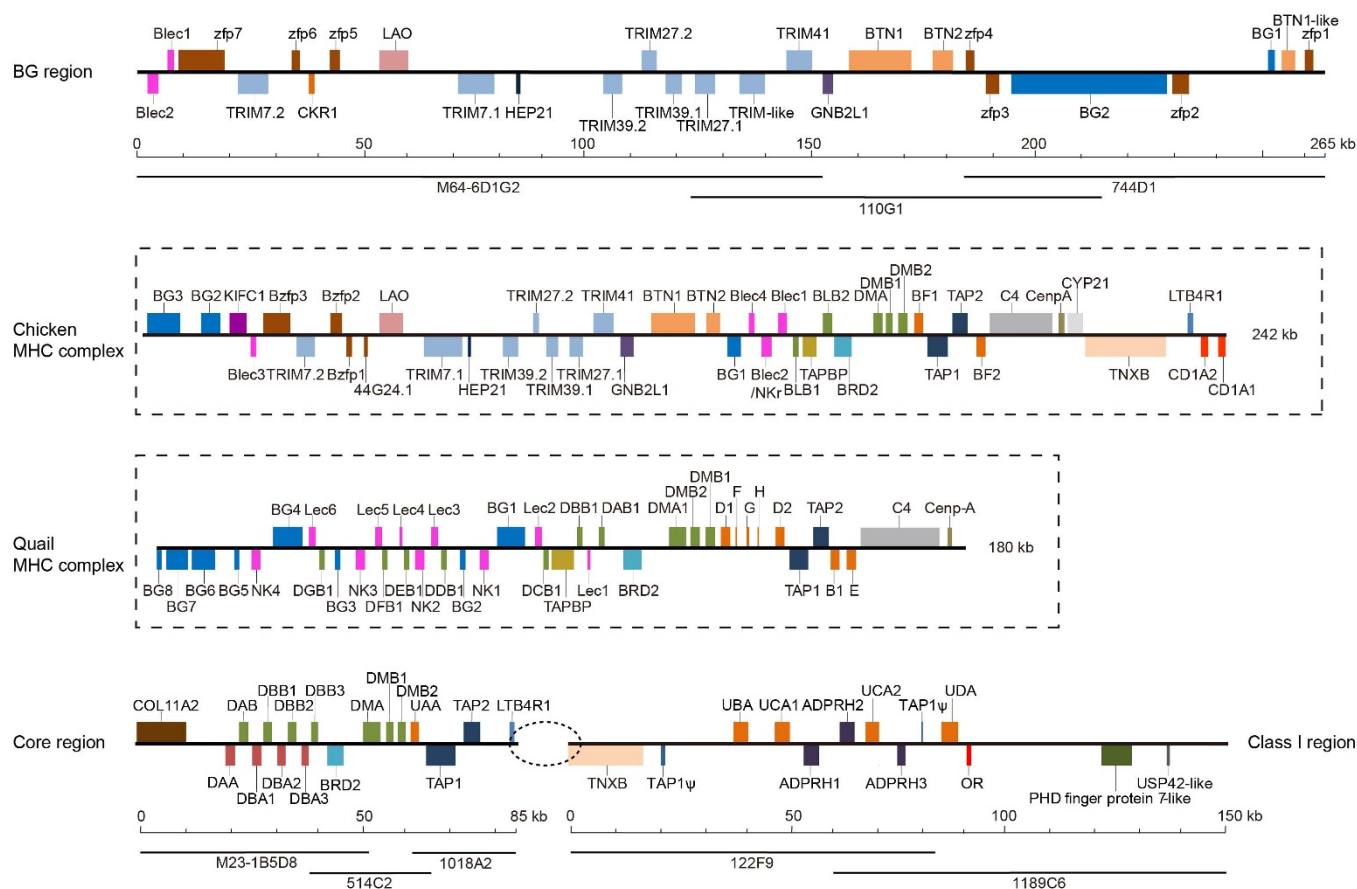 Blec1 zfp7 zfp6 zfp5 LAO TRIM27.2 TRIM41 BTN1 BTN2 zfp4 BG1 BTN1-like zfp1
BG region
Blec2 TRIM7.2 CKR1 TRIM7.1 HEP21 TRIM39.2 TRIM39.1 TRIM27.1 TRIM-like GNB2L1 zfp3 BG2 zfp2
0 50 100 150 200 265 kb
M64-6D1G2 744D1
110G1
DMB2
DMB1 CYP21
BG3 BG2 KIFC1 Bzfp3 Bzfp2 LAO TRIM27.2 TRIM41 BTN1 BTN2 Blec4 Blec1 BLB2 DMA BF1 TAP2 C4 CenpA LTB4R1
Chicken
MHC complex
242 kb
Blec3 TRIM7.2 Bzfp1 TRIM7.1 TRIM39.2 TRIM27.1 BG1 Blec2 TAPBP TAP1 BF2 TNXB CD1A2
44G24.1 HEP21 TRIM39.1 GNB2L1 /NKr BLB1 BRD2 CD1A1
DMB1
DMB2 F H
BG4 Lec6 Lec5 Lec4 Lec3 BG1 Lec2 DBB1 DAB1 DMA1 D1 G D2 TAP2 C4 Cenp-A
Quail
MHC complex
180 kb
BG8 BG6 BG5 NK4 DGB1 NK3 DEB1 DDB1 NK1 DCB1 Lec1 BRD2 TAP1 B1 E
BG7 BG3 DFB1 NK2 BG2 TAPBP
DMB1
DBB1 DBB3 DMB2 UCA2 TAP1ψ
COL11A2 DAB DBB2 DMA UAA TAP2 LTB4R1 UBA UCA1 ADPRH2 UDA
Core region Class I region
DAA DBA2 BRD2 TAP1 TNXB TAP1ψ ADPRH1 ADPRH3 OR USP42-like
DBA1 DBA3 PHD finger protein 7-like
0 50 85 kb 0 50 100 150 kb
M23-1B5D8 1018A2 122F9
514C2 1189C6